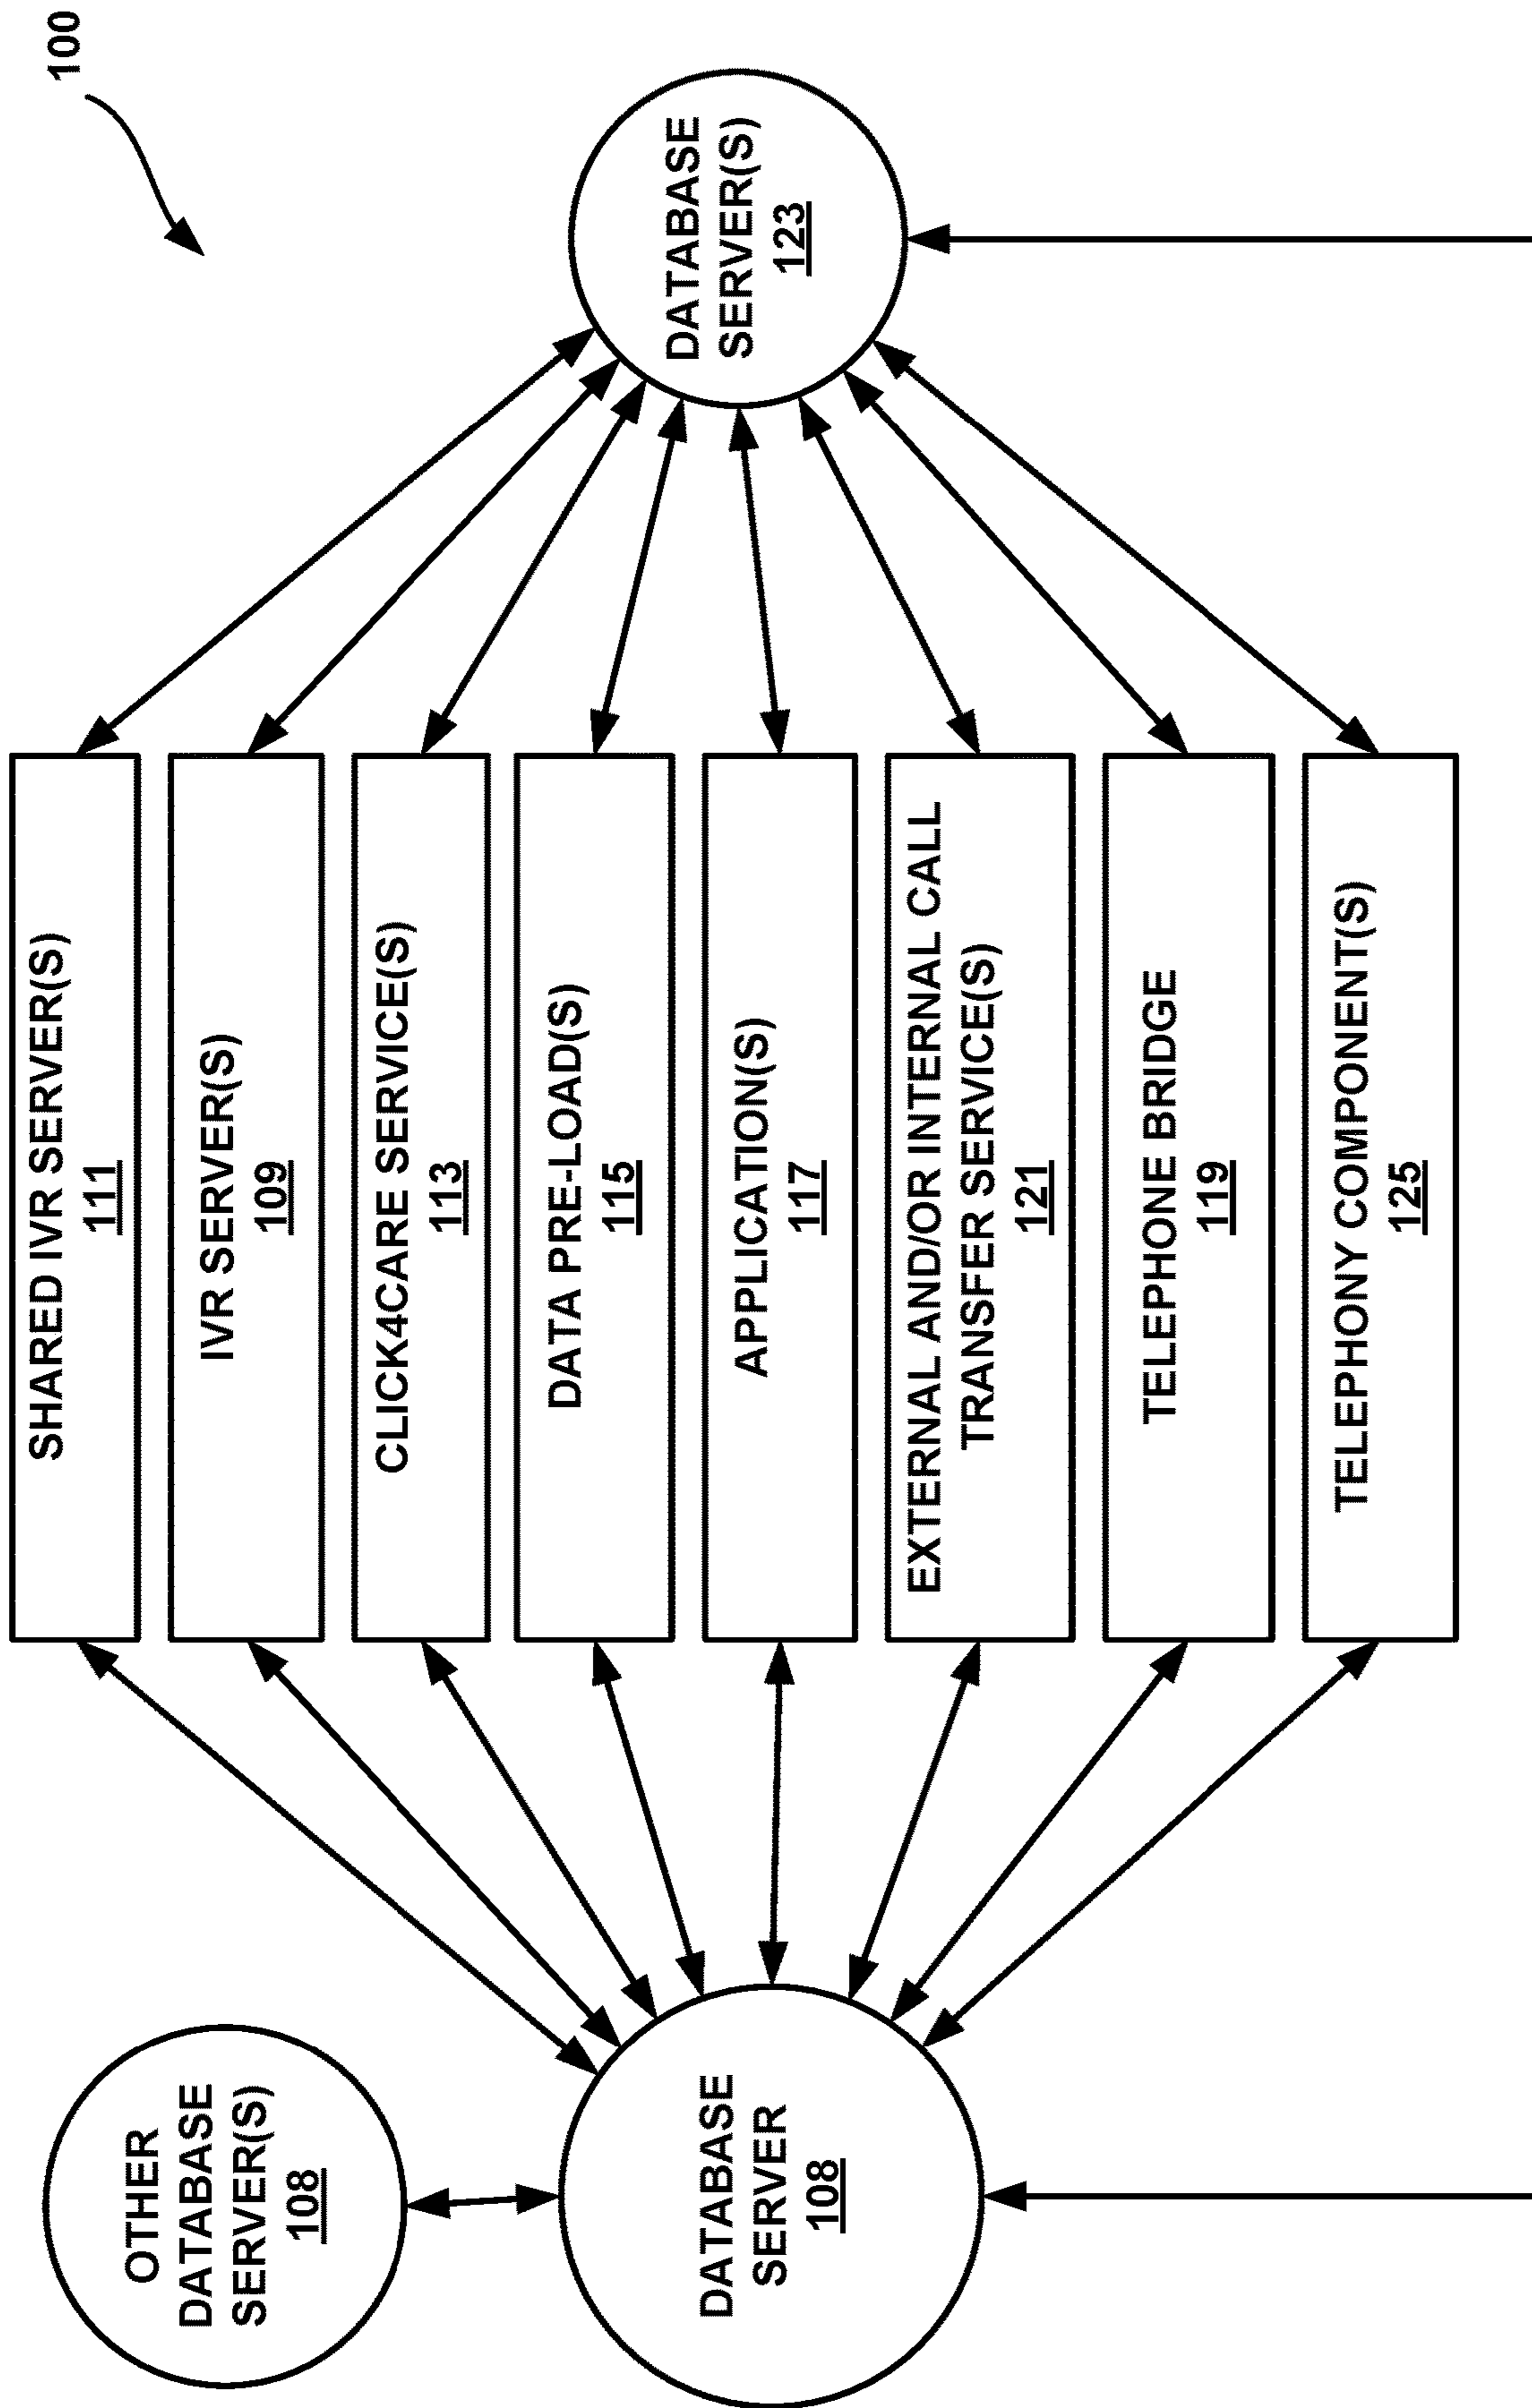 100
OTHER
DATABASE
SERVER(S)
108
DATABASE
SERVER
108
SHARED IVR SERVER(S)
111
IVR SERVER(S)
109
CLICK4CARE SERVICE(S)
113
DATA PRE-LOAD(S)
115
APPLICATION(S)
117
EXTERNAL AND/OR INTERNAL CALL
TRANSFER SERVICE(S)
121
TELEPHONE BRIDGE
119
TELEPHONY COMPONENT(S)
125
DATABASE
SERVER(S)
123